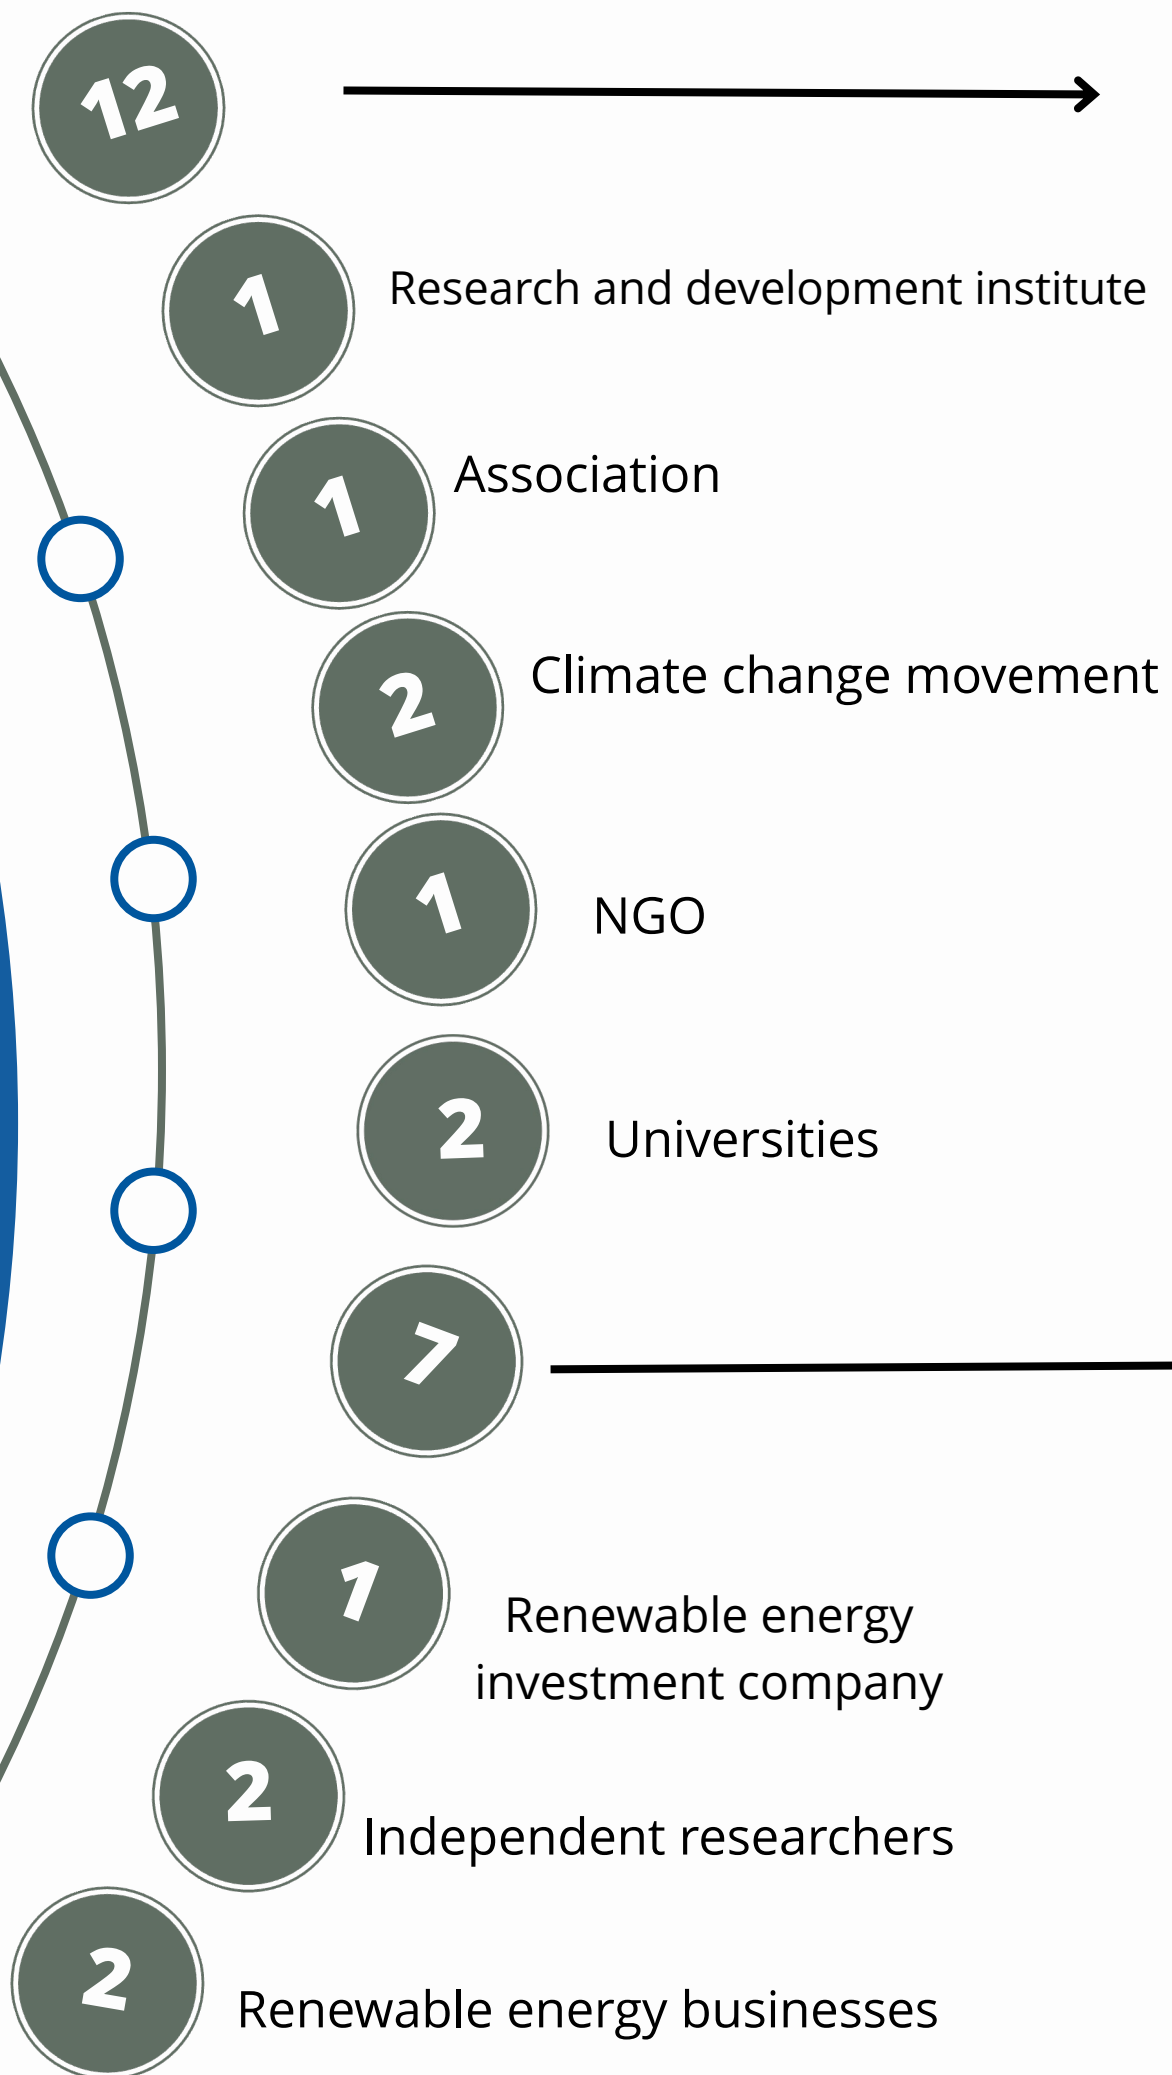 12
1
Research and development institute
1
Association
2
Climate change movement
1
NGO
2
Universities
7
1
Renewable energy
investment company
2
Independent researchers
2
Renewable energy businesses